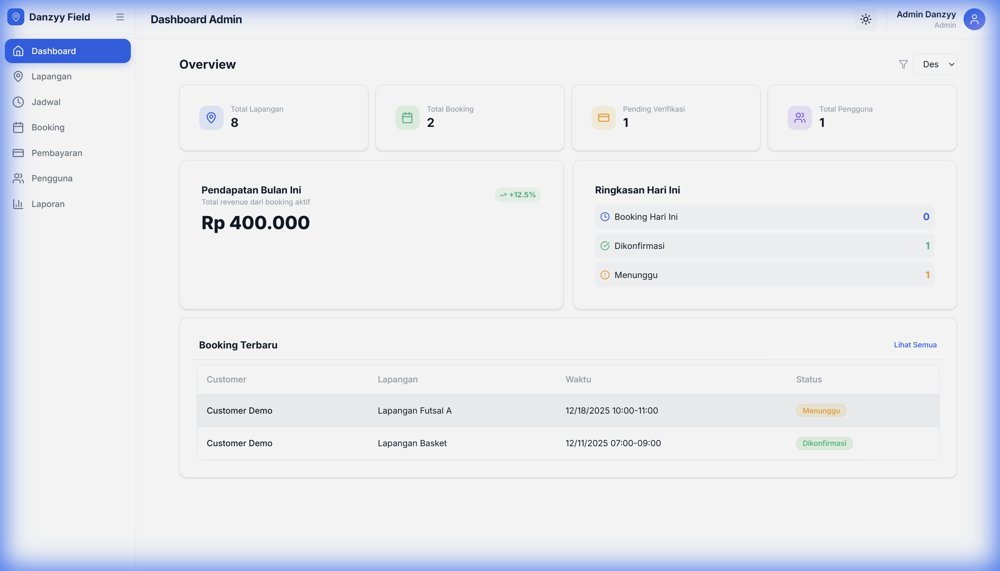 Danzyy Field
Dashboard Admin
Admin Danzyy
Admin
Dashboard
Lapangan
Jadwal
Booking
Pembayaran
Pengguna
Laporan
Overview
Des
Total Lapangan
8
Total Booking
2
Pending Verifikasi
1
Total Pengguna
1
Pendapatan Bulan Ini
Total revenue dari booking aktif
+12.5%
Rp 400.000
Ringkasan Hari Ini
Booking Hari Ini 0
Dikonfirmasi 1
Menunggu 1
Booking Terbaru Lihat Semua
Customer Lapangan Waktu Status
Customer Demo Lapangan Futsal A 12/18/2025 10:00-11:00 Menunggu
Customer Demo Lapangan Basket 12/11/2025 07:00-09:00 Dikonfirmasi